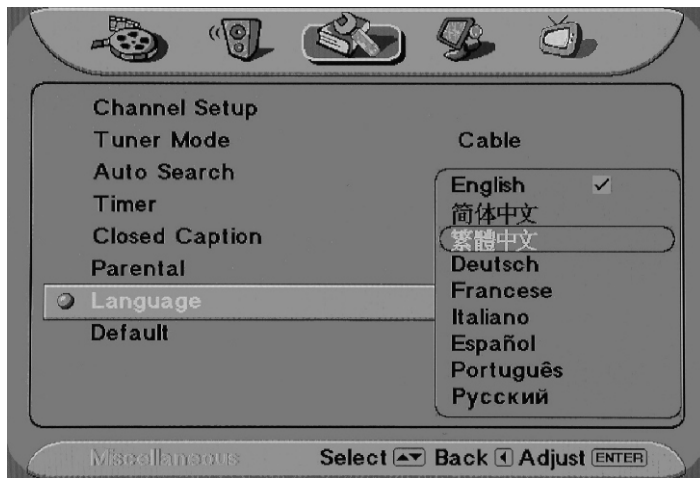 Channel Setup
Tuner Mode Cable
Auto Search
Timer
Closed Caption
Parental
Language
Default
English
简体中文
繁體中文
Deutsch
Francese
Italiano
Español
Português
Русский
Miscellaneous Select Back Adjust ENTER